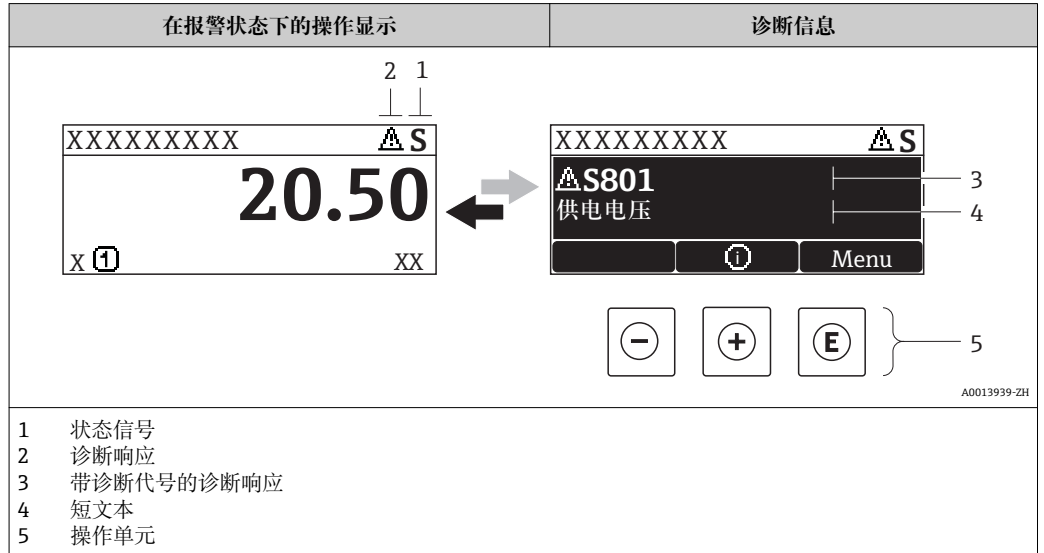 在报警状态下的操作显示
诊断信息
2 1
XXXXXXXXX S
20.50
X 1 XX
XXXXXXXXX S
S801
供电电压
i Menu
3
4
- + E
5
A0013939-ZH
1 状态信号
2 诊断响应
3 带诊断代号的诊断响应
4 短文本
5 操作单元